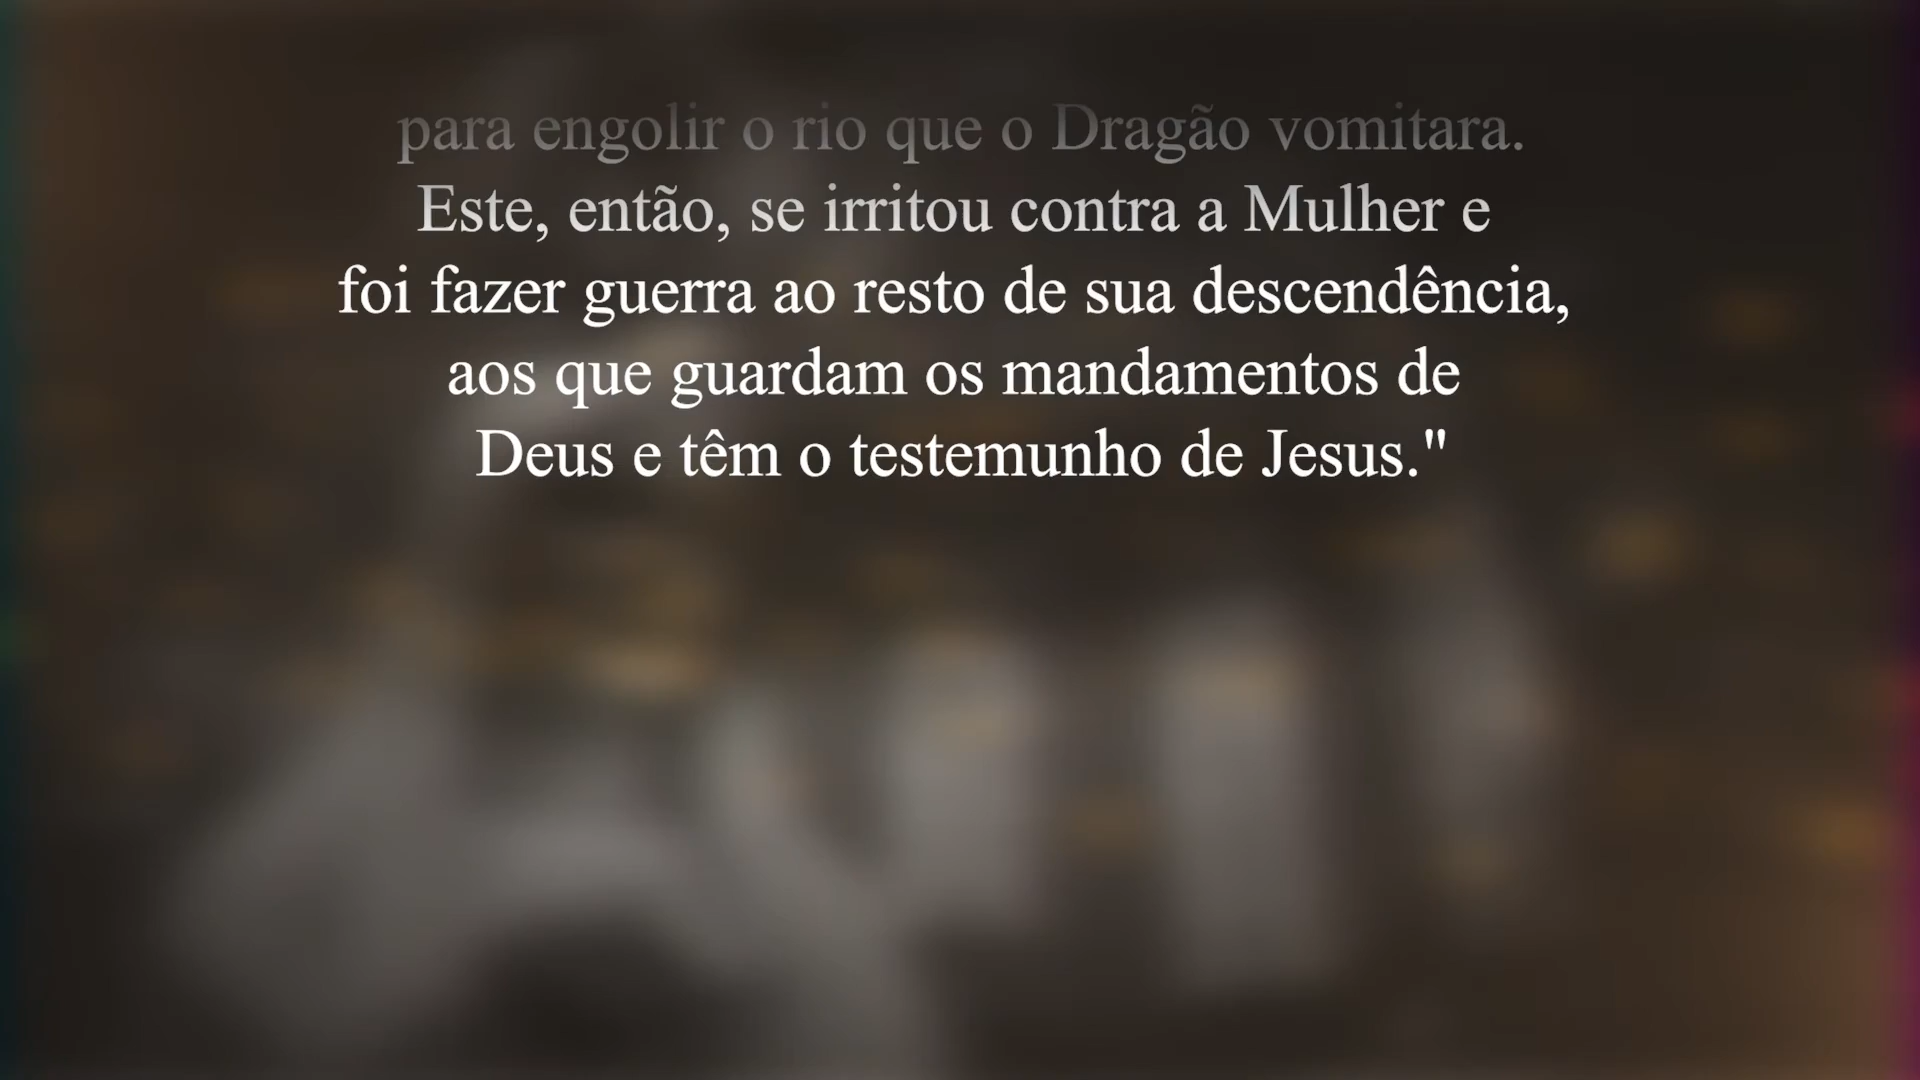 para engolir o rio que o Dragão vomitara.
Este, então, se irritou contra a Mulher e
foi fazer guerra ao resto de sua descendência,
aos que guardam os mandamentos de
Deus e têm o testemunho de Jesus."